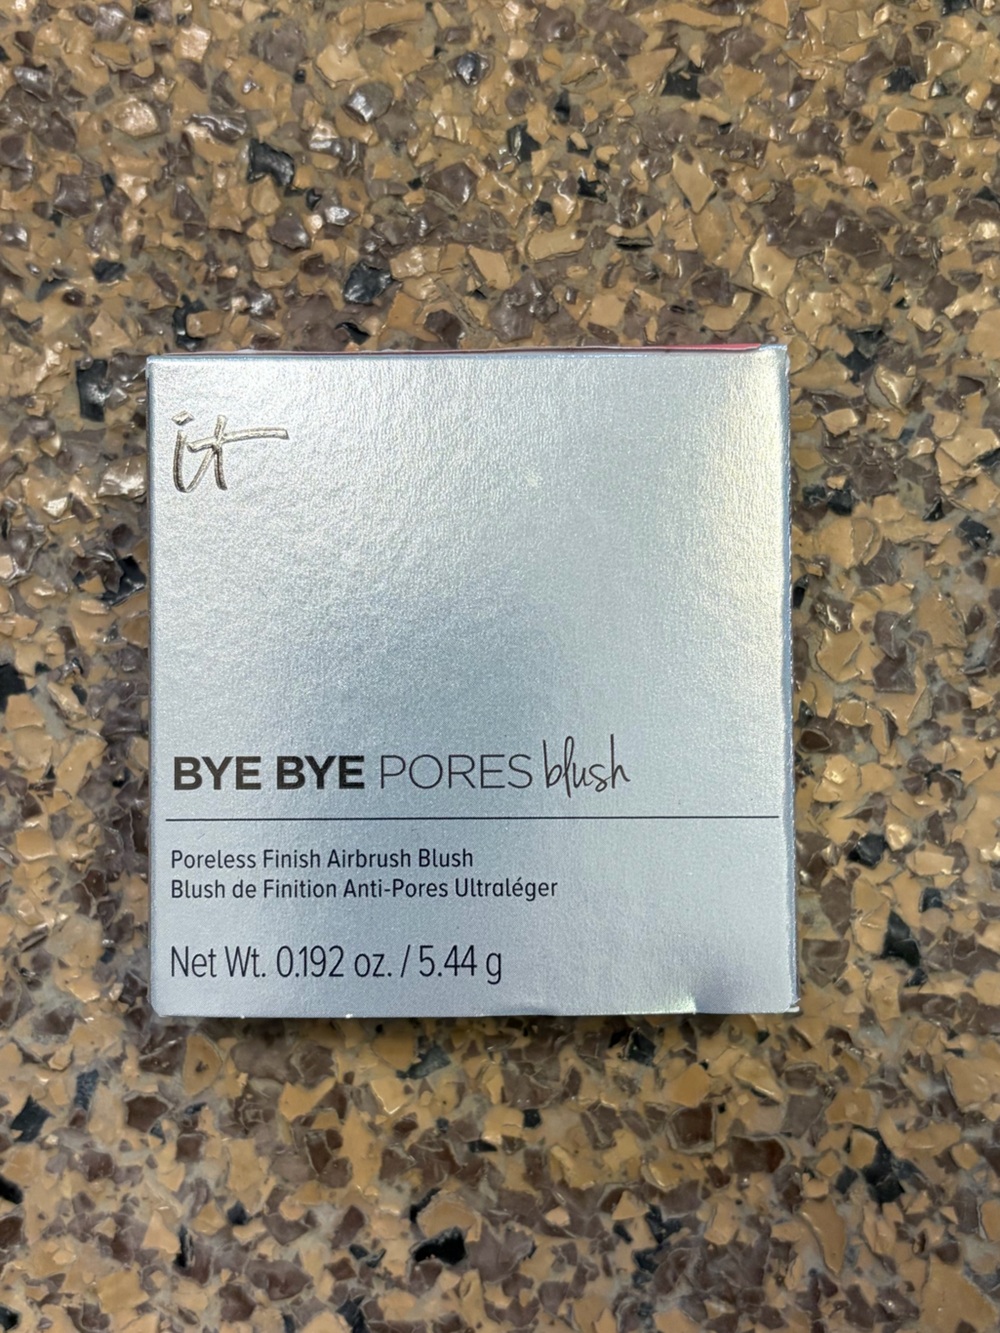 it
BYE BYE PORES blush
Poreless Finish Airbrush Blush
Blush de Finition Anti-Pores Ultraléger
Net Wt. 0.192 oz. / 5.44 g